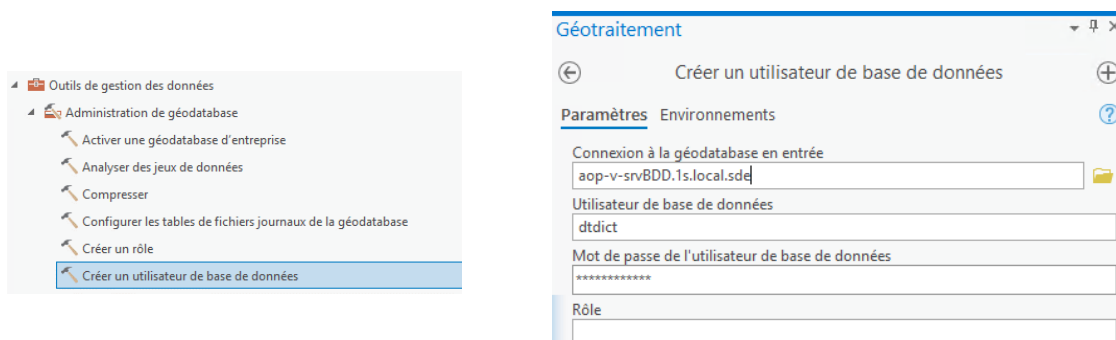 Outils de gestion des données
Administration de géodatabase
Activer une géodatabase d'entreprise
Analyser des jeux de données
Compresser
Configurer les tables de fichiers journaux de la géodatabase
Créer un rôle
Créer un utilisateur de base de données
Géotraitement
Créer un utilisateur de base de données
Paramètres Environnements
Connexion à la géodatabase en entrée
aop-v-srvBDD.1s.local.sde
Utilisateur de base de données
dtdict
Mot de passe de l'utilisateur de base de données
************
Rôle